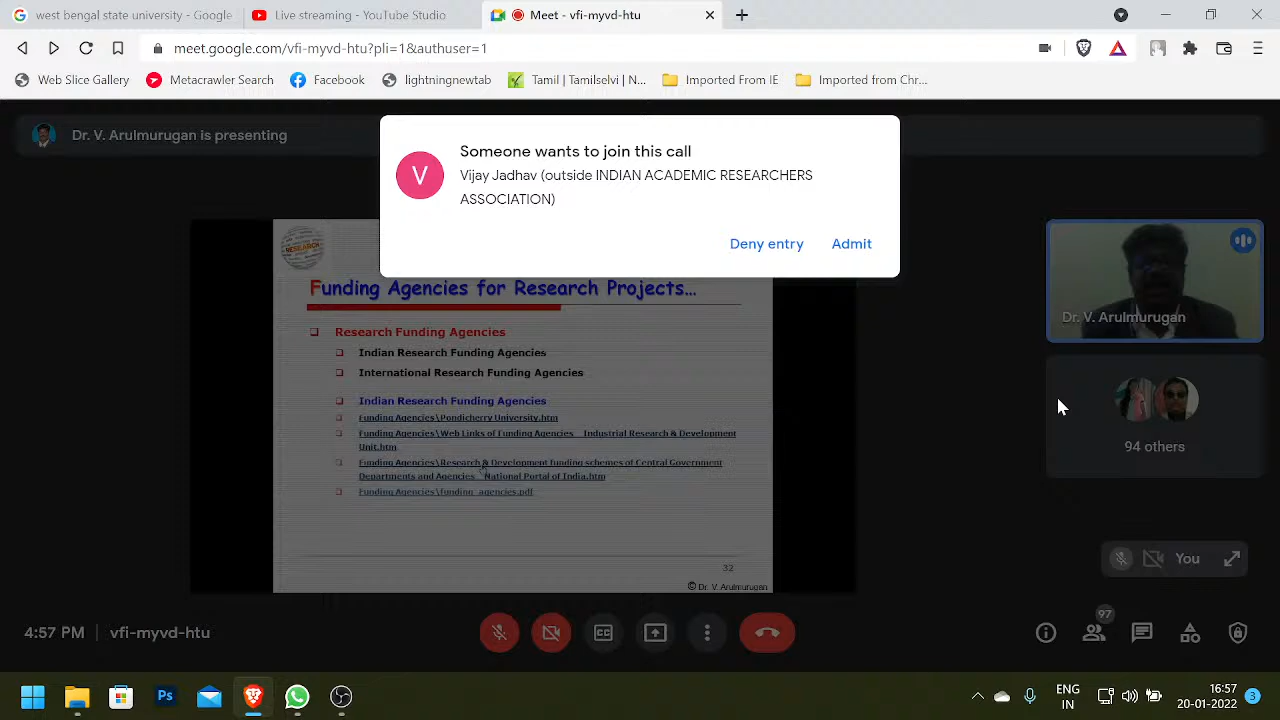 west bengal state university - Google
Live streaming - YouTube Studio
Meet - vfi-myvd-htu
meet.google.com/vfi-myvd-htu?pli=1&authuser=1
Web Slice Gallery
Metacrawler Search
Facebook
lightningnewtab
Tamil | Tamilselvi | N...
Imported From IE
Imported from Chr...
Dr. V. Arulmurugan is presenting
Someone wants to join this call
V
Vijay Jadhav (outside INDIAN ACADEMIC RESEARCHERS
ASSOCIATION)
Deny entry
Admit
RESEARCH
Funding Agencies for Research Projects...
Research Funding Agencies
Indian Research Funding Agencies
International Research Funding Agencies
Indian Research Funding Agencies
Funding Agencies\Pondicherry University.htm
Funding Agencies\Web Links of Funding Agencies _ Industrial Research & Development
Unit.htm
Funding Agencies\Research & Development funding schemes of Central Government
Departments and Agencies _ National Portal of India.htm
Funding Agencies\funding_agencies.pdf
32
© Dr. V. Arulmurugan
Dr. V. Arulmurugan
94 others
You
4:57 PM | vfi-myvd-htu
CC
97
Ps
ENG
IN
16:57
20-01-2022
3